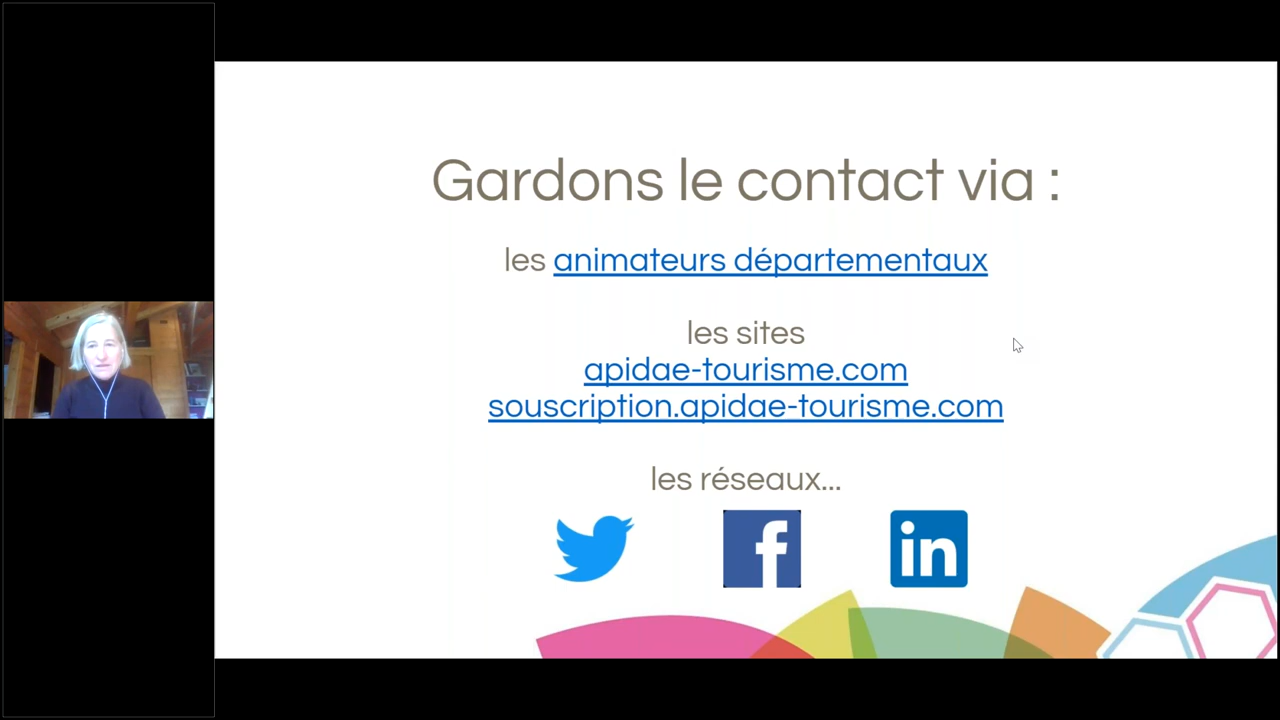 Gardons le contact via :
les animateurs départementaux
les sites
apidae-tourisme.com
souscription.apidae-tourisme.com
les réseaux...
f
in